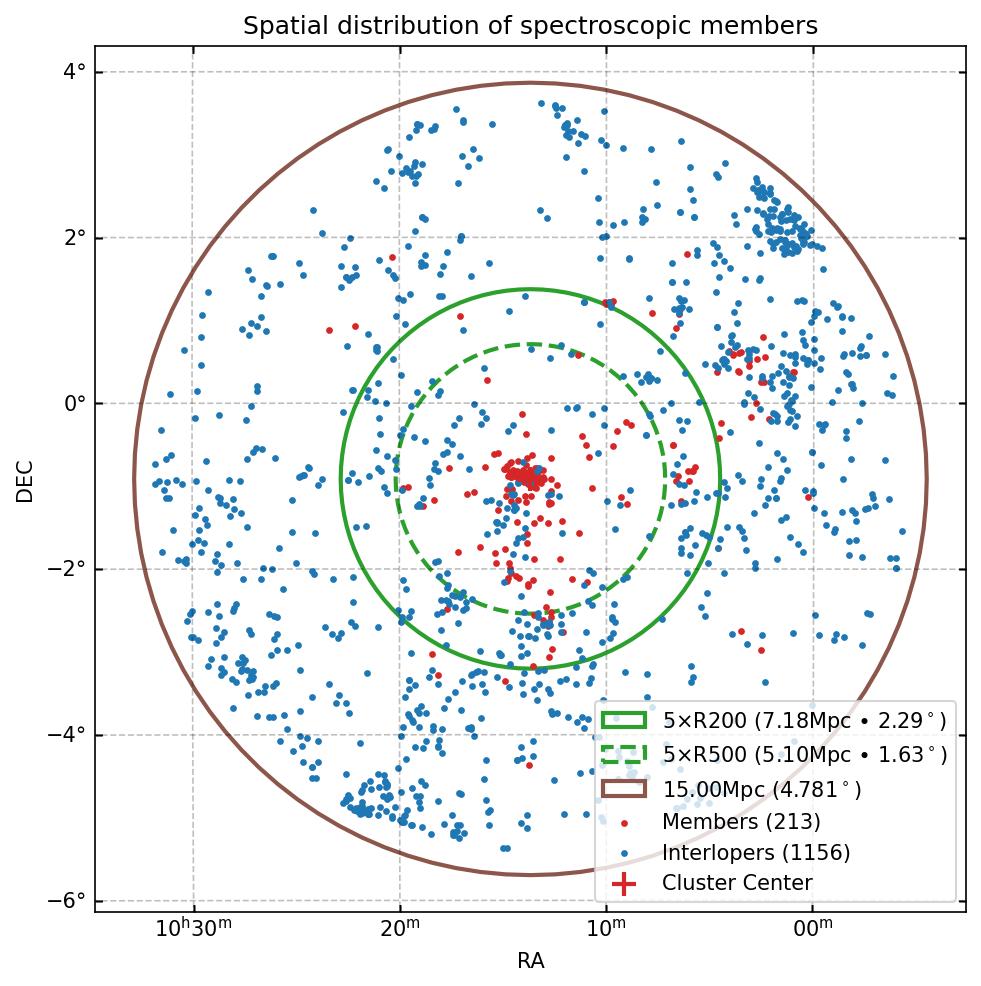 Spatial distribution of spectroscopic members
4°
2°
0°
−2°
−4°
−6°
DEC
5×R200 (7.18Mpc • 2.29°)
5×R500 (5.10Mpc • 1.63°)
15.00Mpc (4.781°)
Members (213)
Interlopers (1156)
Cluster Center
10ʰ30ᵐ 20ᵐ 10ᵐ 00ᵐ
RA